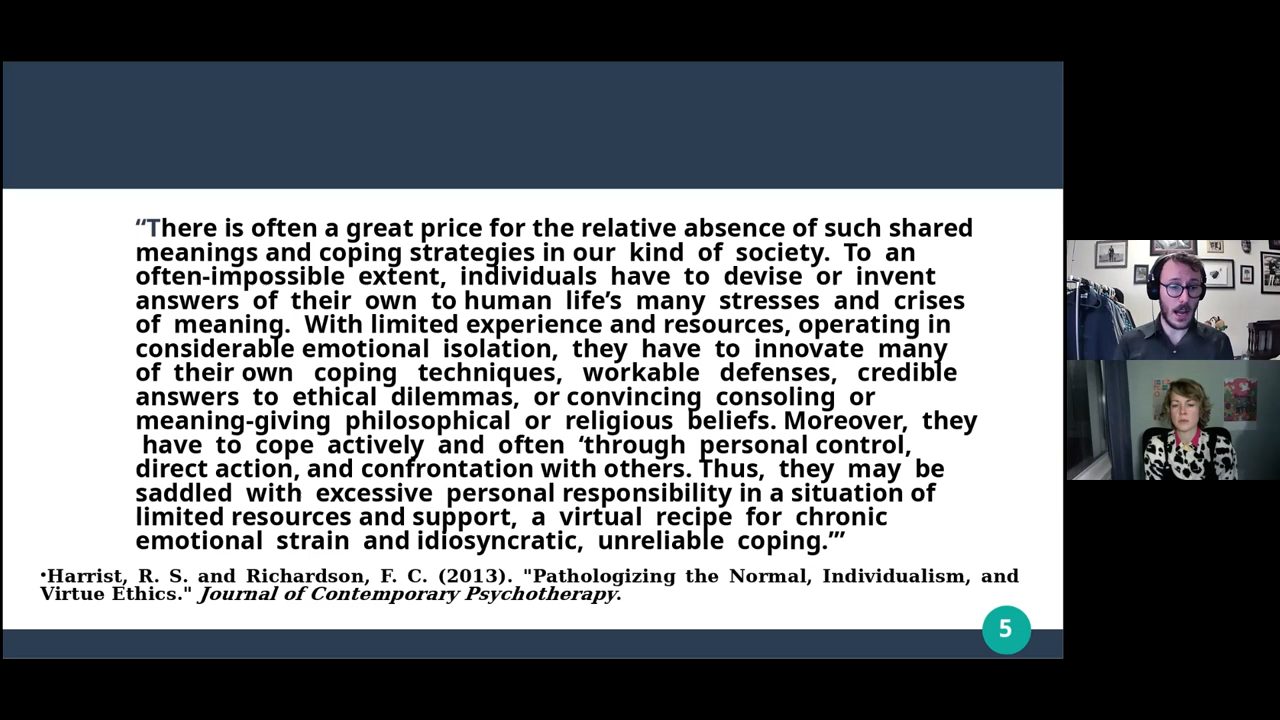 “There is often a great price for the relative absence of such shared
meanings and coping strategies in our kind of society. To an
often-impossible extent, individuals have to devise or invent
answers of their own to human life’s many stresses and crises
of meaning. With limited experience and resources, operating in
considerable emotional isolation, they have to innovate many
of their own coping techniques, workable defenses, credible
answers to ethical dilemmas, or convincing consoling or
meaning-giving philosophical or religious beliefs. Moreover, they
have to cope actively and often ‘through personal control,
direct action, and confrontation with others. Thus, they may be
saddled with excessive personal responsibility in a situation of
limited resources and support, a virtual recipe for chronic
emotional strain and idiosyncratic, unreliable coping.’”
•Harrist, R. S. and Richardson, F. C. (2013). "Pathologizing the Normal, Individualism, and
Virtue Ethics." Journal of Contemporary Psychotherapy.
5